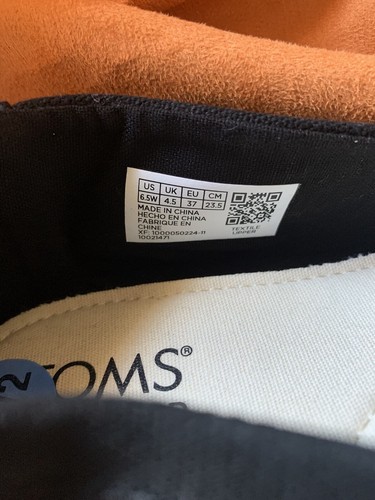 US UK EU CM
6.5W 4.5 37 23.5
MADE IN CHINA
HECHO EN CHINA
FABRIQUE EN
CHINE
XF: 1000050224-11
10021471
TEXTILE
UPPER
TOMS®
2